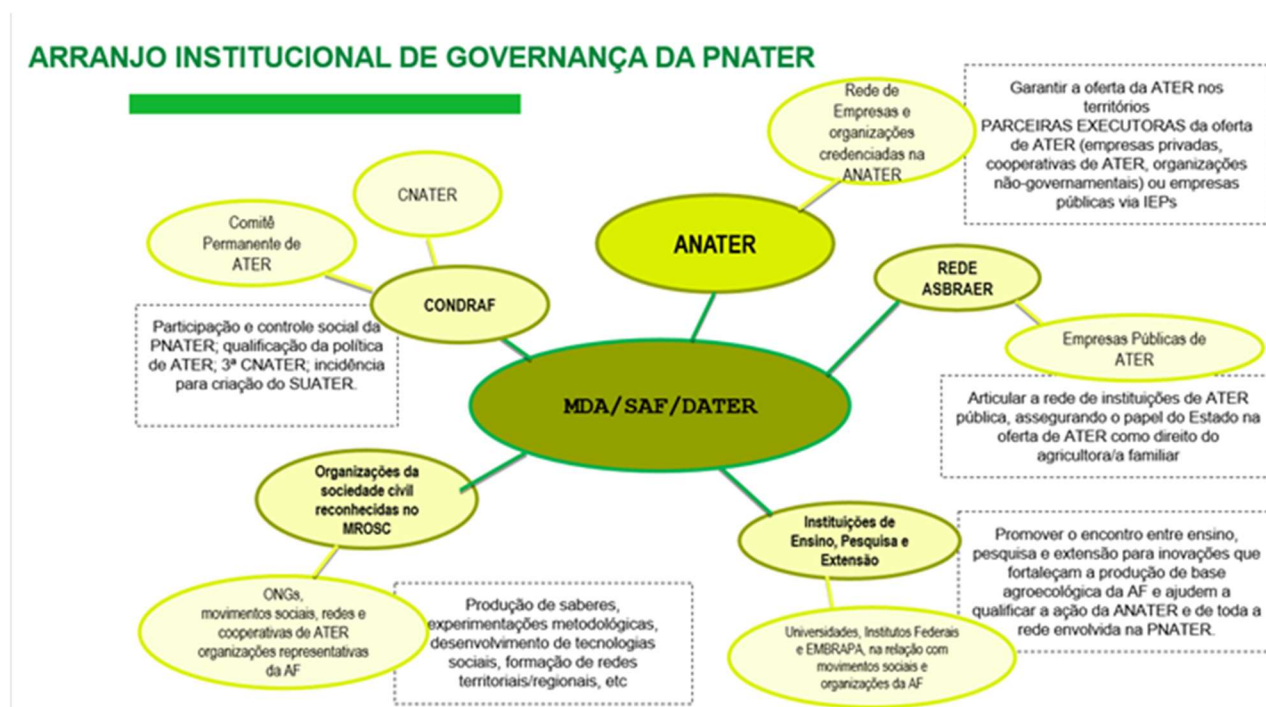 ARRANJO INSTITUCIONAL DE GOVERNANÇA DA PNATER
Rede de
Empresas e
organizações
credenciadas na
ANATER
Garantir a oferta da ATER nos
territórios
PARCEIRAS EXECUTORAS da oferta
de ATER (empresas privadas,
cooperativas de ATER, organizações
não-governamentais) ou empresas
públicas via IEPs
CNATER
Comitê
Permanente de
ATER
ANATER
CONDRAF
REDE
ASBRAER
Participação e controle social da
PNATER; qualificação da política
de ATER; 3ª CNATER; incidência
para criação do SUATER.
Empresas Públicas de
ATER
MDA/SAF/DATER
Articular a rede de instituições de ATER
pública, assegurando o papel do Estado na
oferta de ATER como direito do
agricultora/a familiar
Organizações da
sociedade civil
reconhecidas no
MROSC
Instituições de
Ensino, Pesquisa e
Extensão
Promover o encontro entre ensino,
pesquisa e extensão para inovações que
fortaleçam a produção de base
agroecológica da AF e ajudem a
qualificar a ação da ANATER e de toda a
rede envolvida na PNATER.
ONGs,
movimentos sociais, redes e
cooperativas de ATER
organizações representativas
da AF
Produção de saberes,
experimentações metodológicas,
desenvolvimento de tecnologias
sociais, formação de redes
territoriais/regionais, etc
Universidades, Institutos Federais
e EMBRAPA, na relação com
movimentos sociais e
organizações da AF